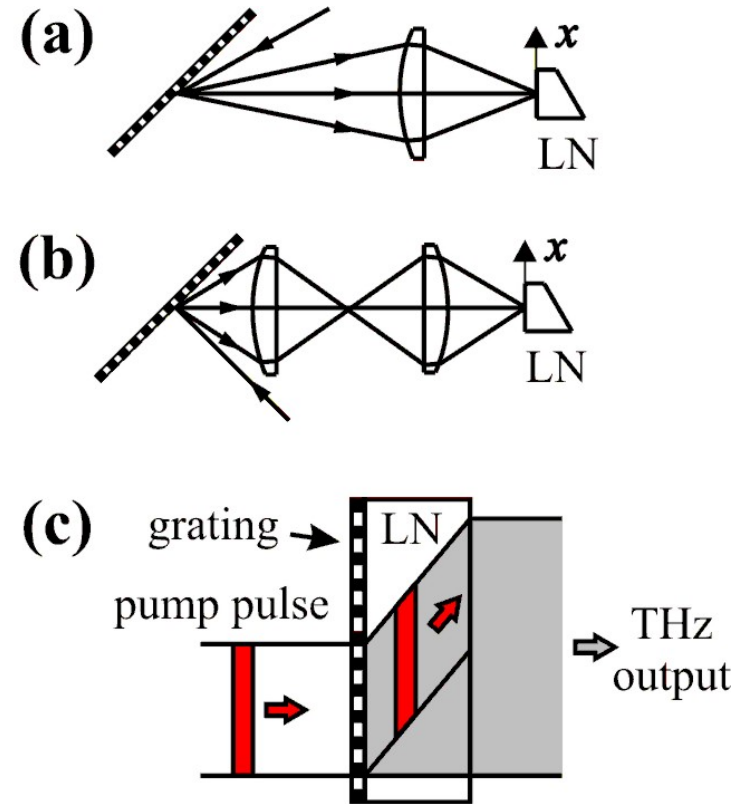 (a)
x
LN
(b)
x
LN
(c)
grating
LN
pump pulse
THz
output